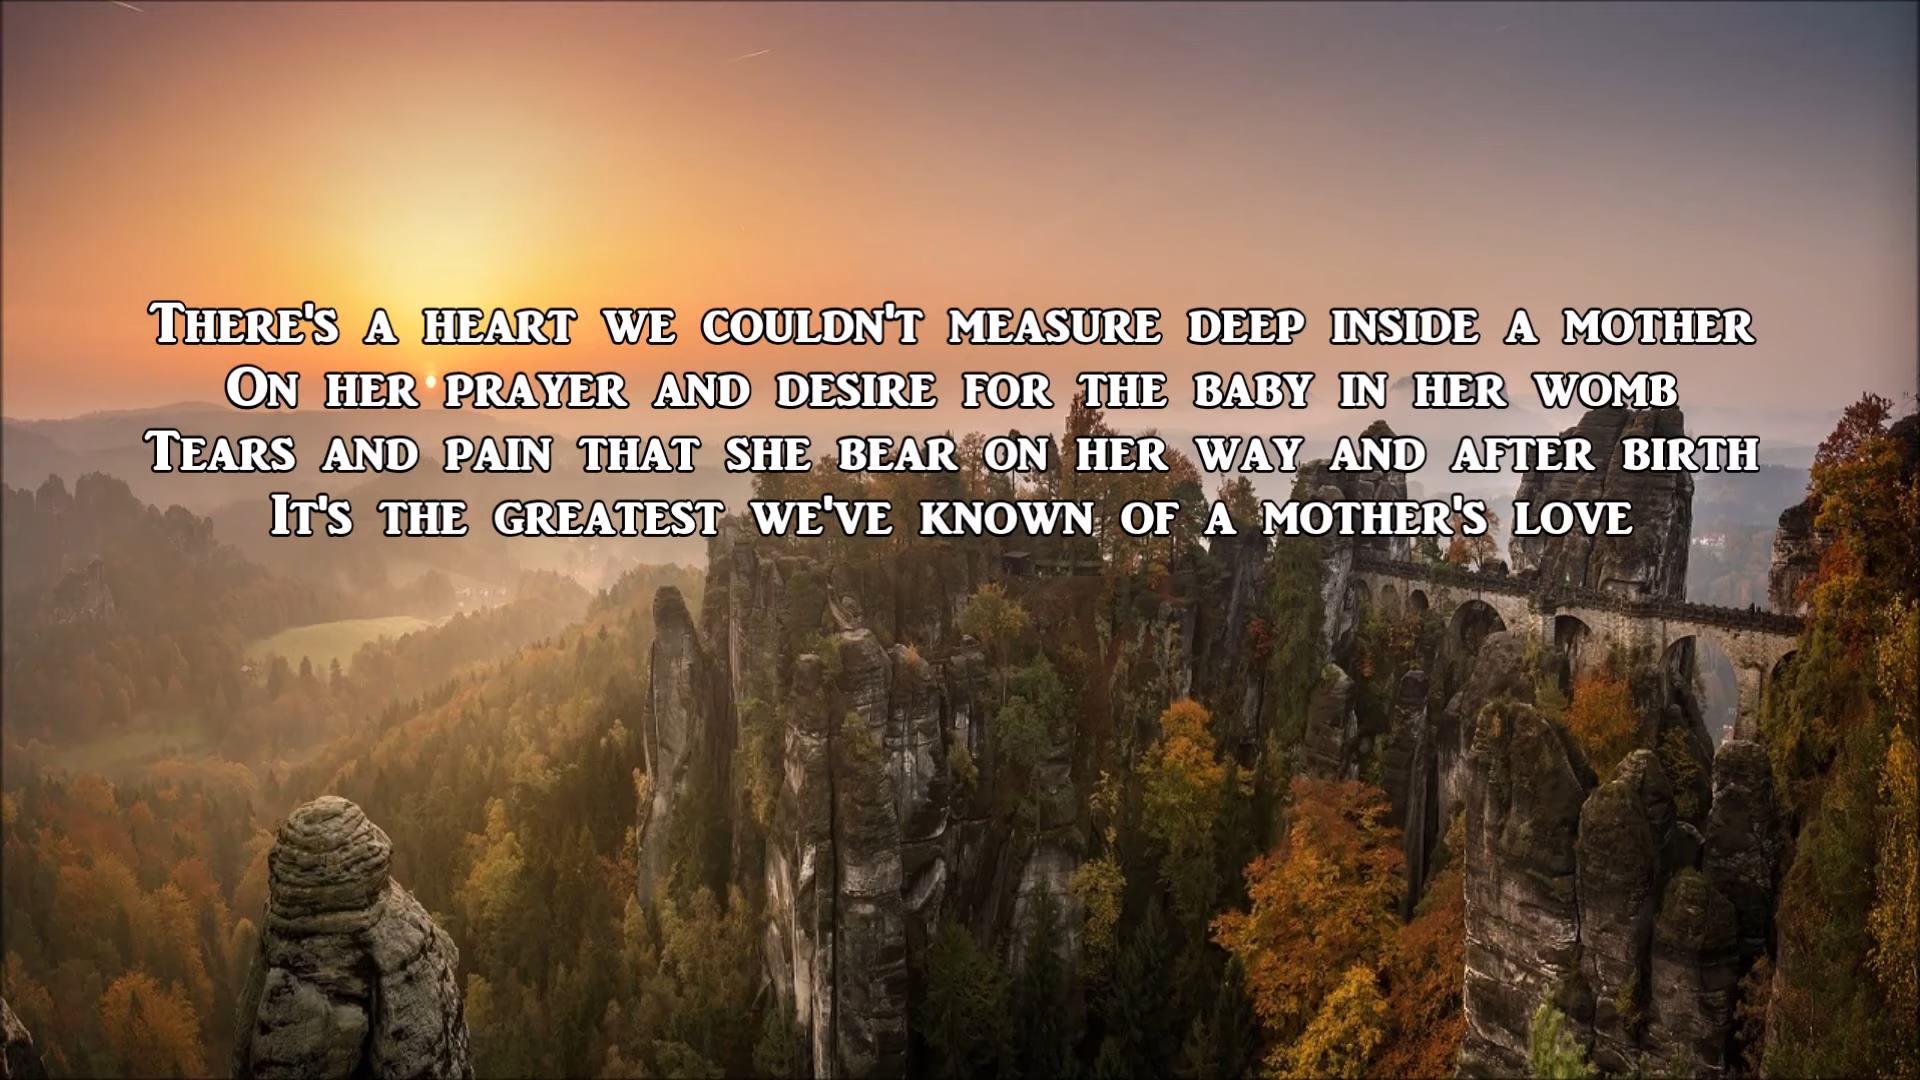 There's a heart we couldn't measure deep inside a mother
On her prayer and desire for the baby in her womb
Tears and pain that she bear on her way and after birth
It's the greatest we've known of a mother's love